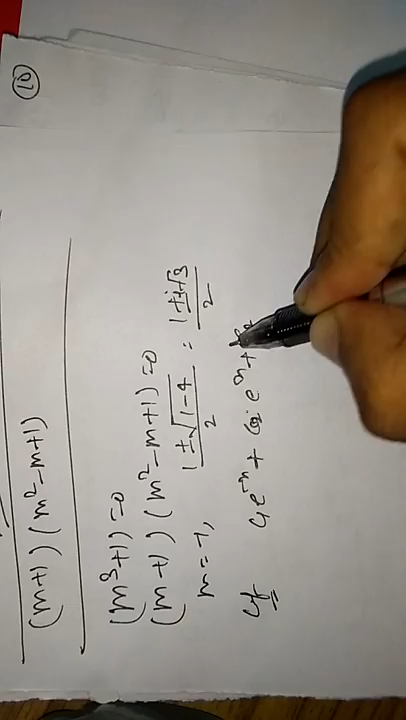 (10)
(m+1) (m²-m+1)
(m³+1)=0
(m+1) (m²-m+1)=0
m=-1, 1±√1-4/2 : 1±i√3/2
Cf C₁e⁻ˣ +